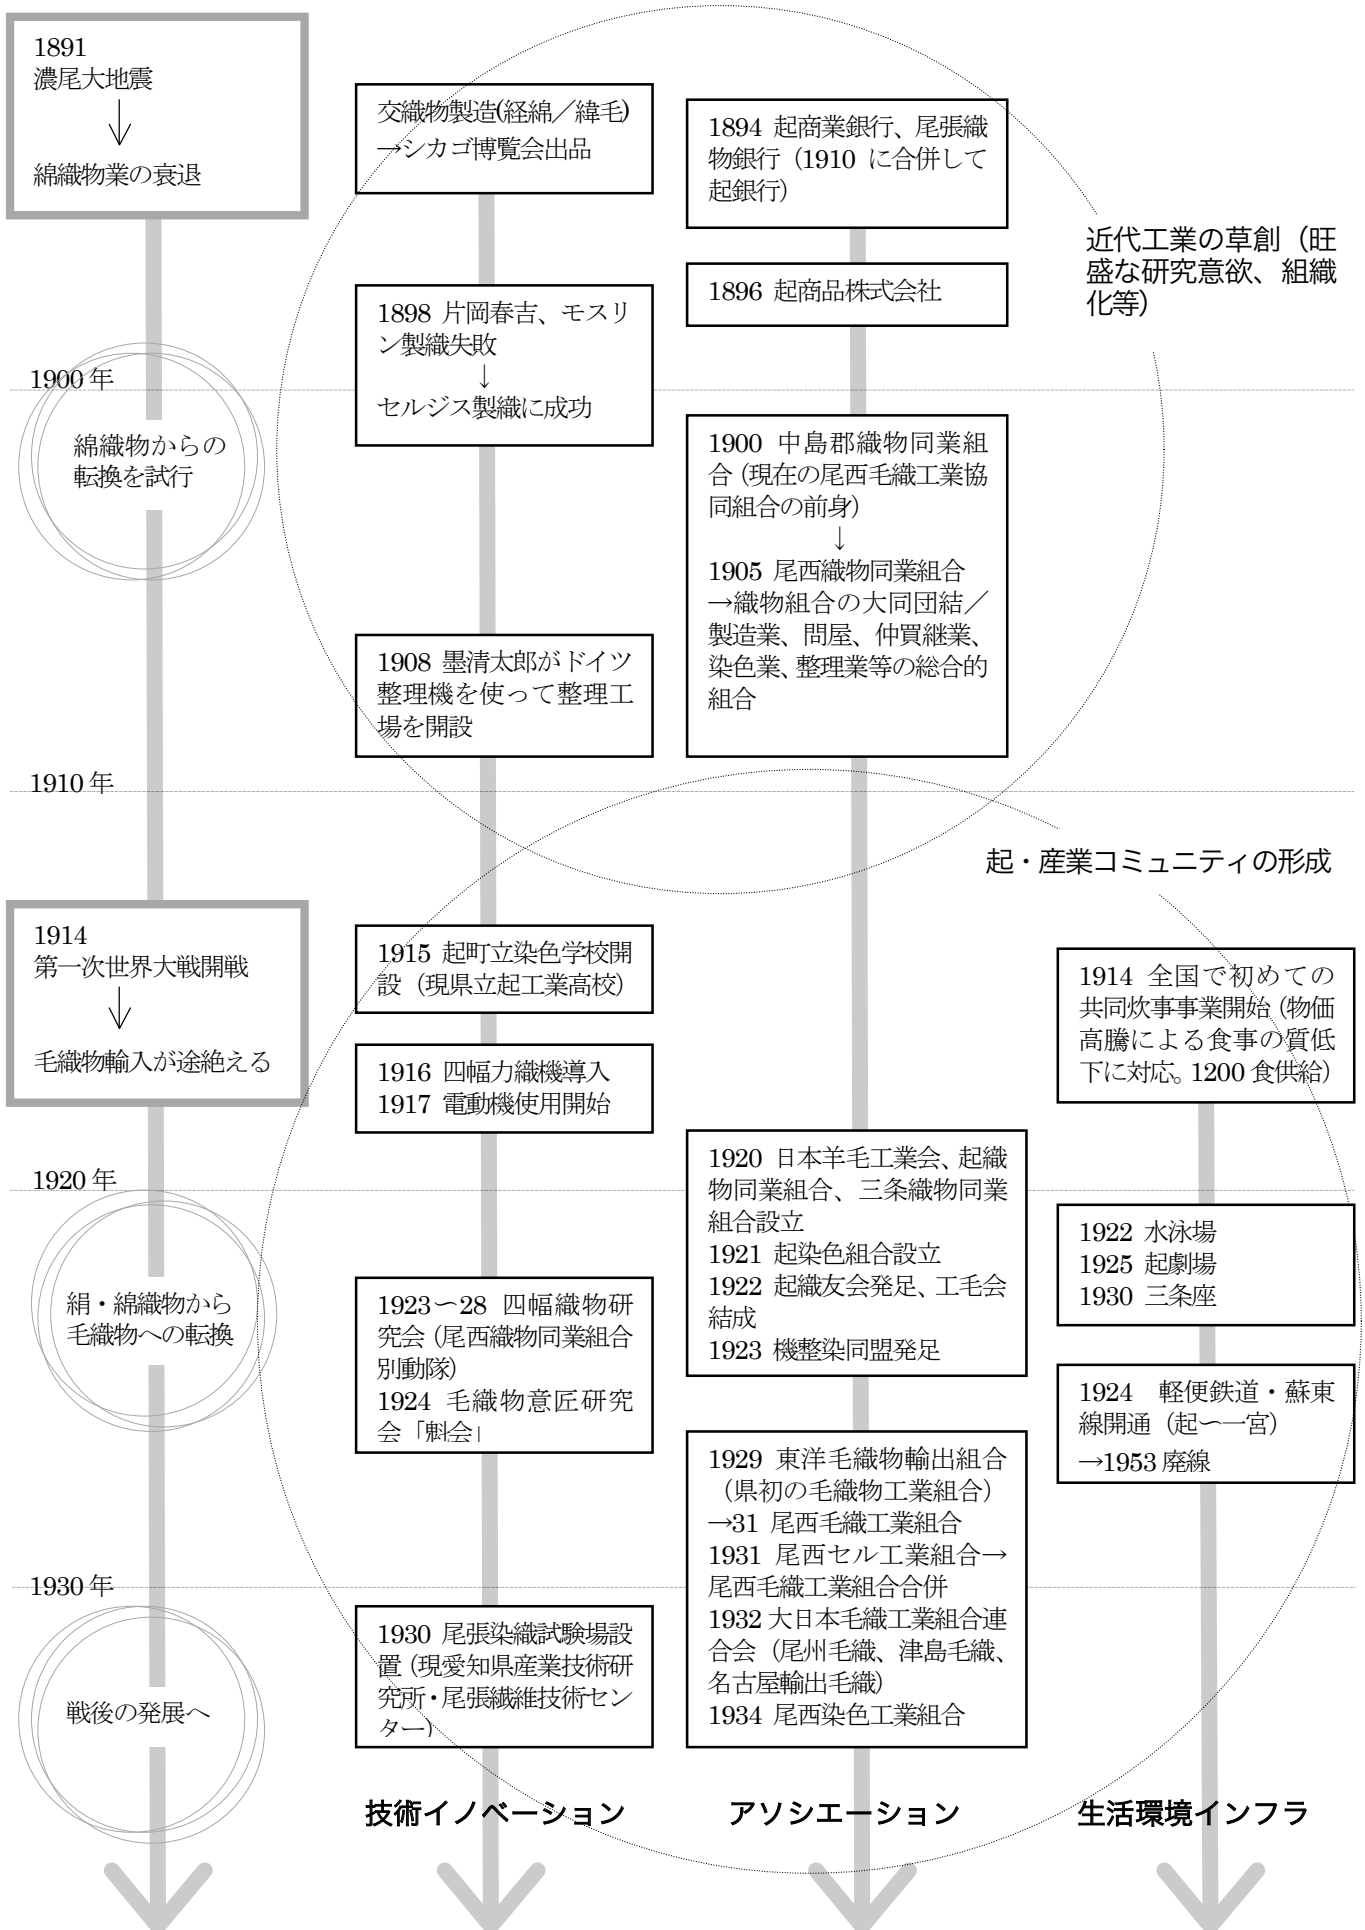 1891
濃尾大地震
↓
綿織物業の衰退
交織物製造(経綿／緯毛)
→シカゴ博覧会出品
1894 起商業銀行、尾張織
物銀行（1910 に合併して
起銀行）
近代工業の草創（旺
盛な研究意欲、組織
化等）
1896 起商品株式会社
1898 片岡春吉、モスリ
ン製織失敗
↓
セルジス製織に成功
1900 年
綿織物からの
転換を試行
1900 中島郡織物同業組
合（現在の尾西毛織工業協
同組合の前身）
↓
1905 尾西織物同業組合
→織物組合の大同団結／
製造業、問屋、仲買継業、
染色業、整理業等の総合的
組合
1908 墨清太郎がドイツ
整理機を使って整理工
場を開設
1910 年
起・産業コミュニティの形成
1914
第一次世界大戦開戦
↓
毛織物輸入が途絶える
1915 起町立染色学校開
設（現県立起工業高校）
1914 全国で初めての
共同炊事事業開始（物価
高騰による食事の質低
下に対応。1200 食供給）
1916 四幅力織機導入
1917 電動機使用開始
1920 年
1920 日本羊毛工業会、起織
物同業組合、三条織物同業
組合設立
1921 起染色組合設立
1922 起織友会発足、工毛会
結成
1923 機整染同盟発足
1922 水泳場
1925 起劇場
1930 三条座
絹・綿織物から
毛織物への転換
1923～28 四幅織物研
究会（尾西織物同業組合
別動隊）
1924 毛織物意匠研究
会「魁会」
1924 軽便鉄道・蘇東
線開通（起～一宮）
→1953 廃線
1929 東洋毛織物輸出組合
（県初の毛織物工業組合）
→31 尾西毛織工業組合
1931 尾西セル工業組合→
尾西毛織工業組合合併
1932 大日本毛織工業組合連
合会（尾州毛織、津島毛織、
名古屋輸出毛織）
1934 尾西染色工業組合
1930 年
1930 尾張染織試験場設
置（現愛知県産業技術研
究所・尾張繊維技術セン
ター）
戦後の発展へ
技術イノベーション
アソシエーション
生活環境インフラ